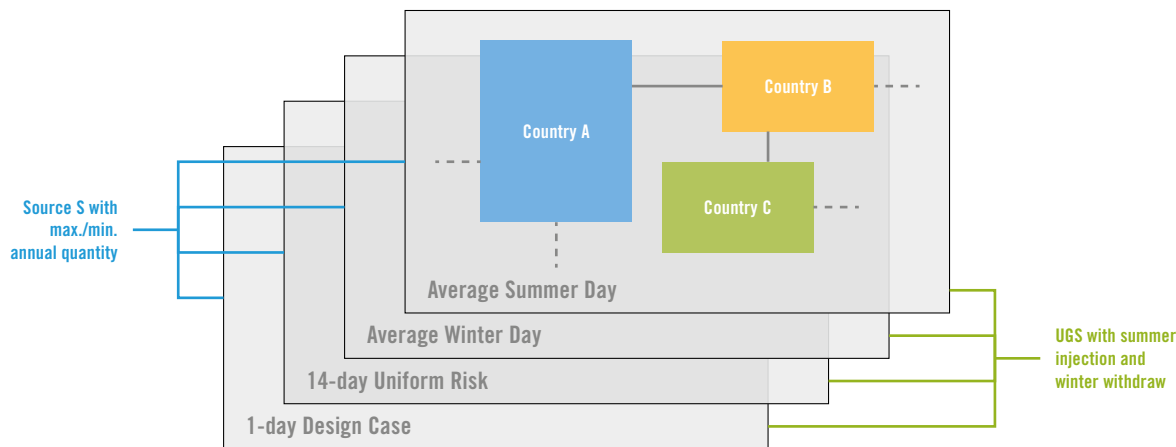 Country A
Country B
Country C
Source S with
max./min.
annual quantity
Average Summer Day
Average Winter Day
14-day Uniform Risk
1-day Design Case
UGS with summer
injection and
winter withdraw